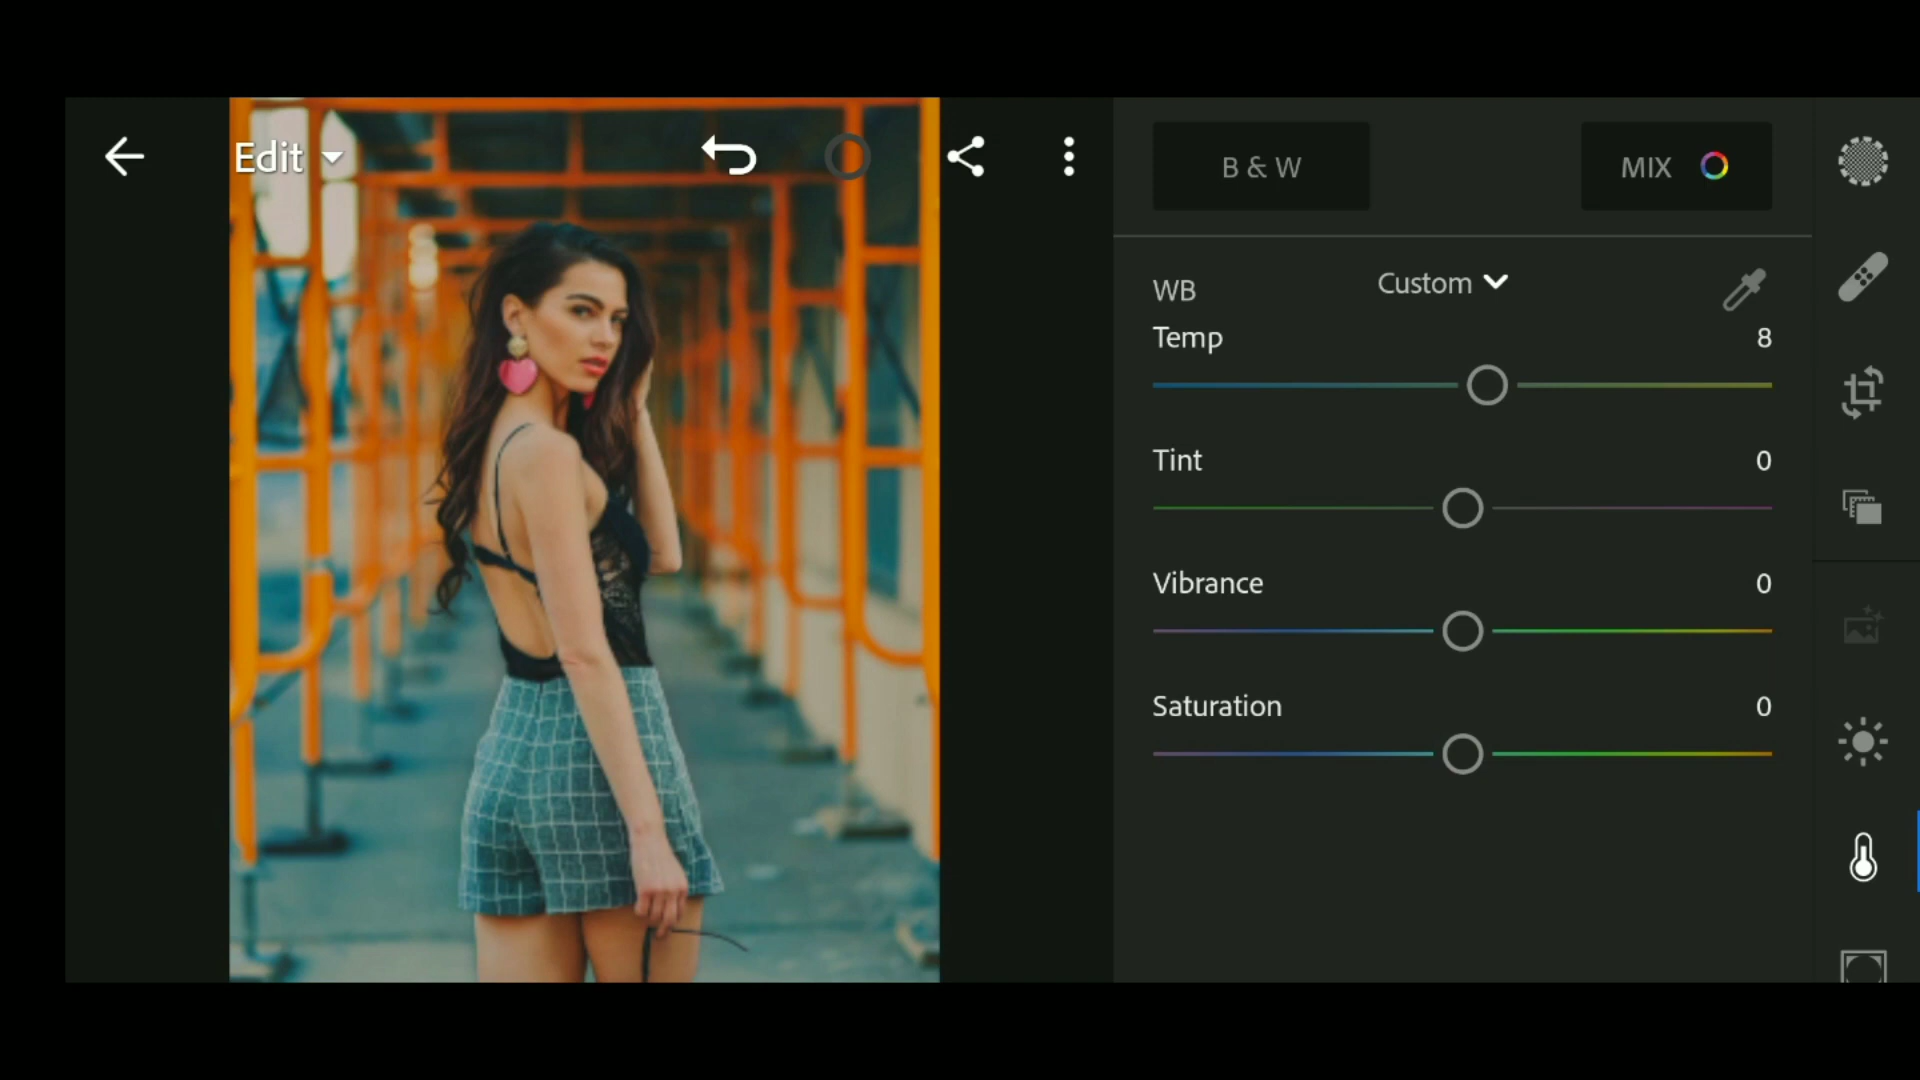 Edit
B & W
MIX
WB
Custom
Temp 8
Tint 0
Vibrance 0
Saturation 0